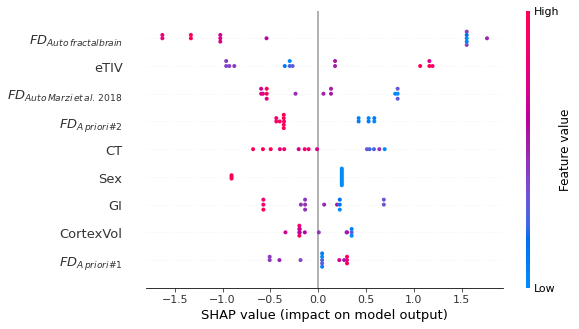 High
FD_Auto fractalbrain
eTIV
FD_Auto Marzi et al. 2018
FD_A priori#2
CT
Sex
GI
CortexVol
FD_A priori#1
Low
Feature value
−1.5 −1.0 −0.5 0.0 0.5 1.0 1.5
SHAP value (impact on model output)